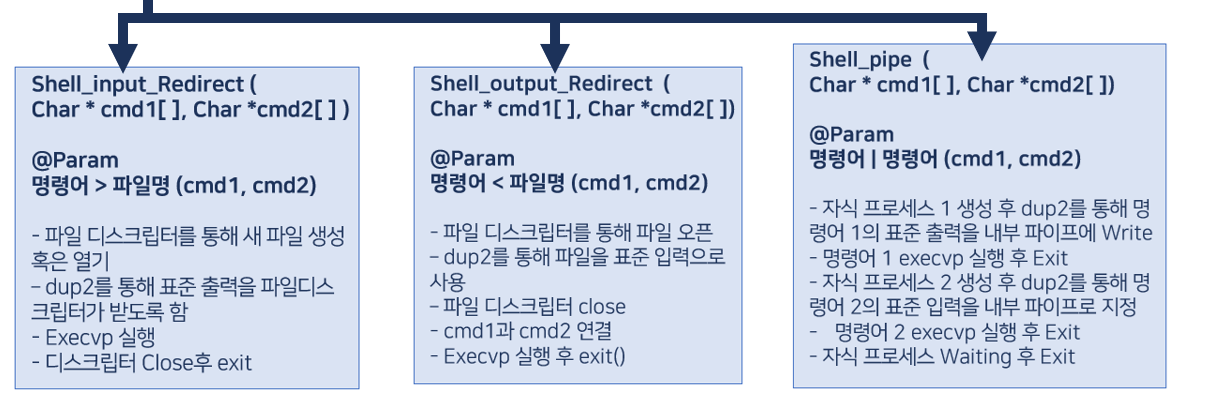 Shell_input_Redirect (
Char * cmd1[ ], Char *cmd2[ ] )
@Param
명령어 > 파일명 (cmd1, cmd2)
- 파일 디스크립터를 통해 새 파일 생성
혹은 열기
– dup2를 통해 표준 출력을 파일디스
크립터가 받도록 함
- Execvp 실행
- 디스크립터 Close후 exit
Shell_output_Redirect (
Char * cmd1[ ], Char *cmd2[ ])
@Param
명령어 < 파일명 (cmd1, cmd2)
- 파일 디스크립터를 통해 파일 오픈
– dup2를 통해 파일을 표준 입력으로
사용
– 파일 디스크립터 close
- cmd1과 cmd2 연결
- Execvp 실행 후 exit()
Shell_pipe (
Char * cmd1[ ], Char *cmd2[ ])
@Param
명령어 | 명령어 (cmd1, cmd2)
- 자식 프로세스 1 생성 후 dup2를 통해 명
령어 1의 표준 출력을 내부 파이프에 Write
- 명령어 1 execvp 실행 후 Exit
- 자식 프로세스 2 생성 후 dup2를 통해 명
령어 2의 표준 입력을 내부 파이프로 지정
- 명령어 2 execvp 실행 후 Exit
- 자식 프로세스 Waiting 후 Exit